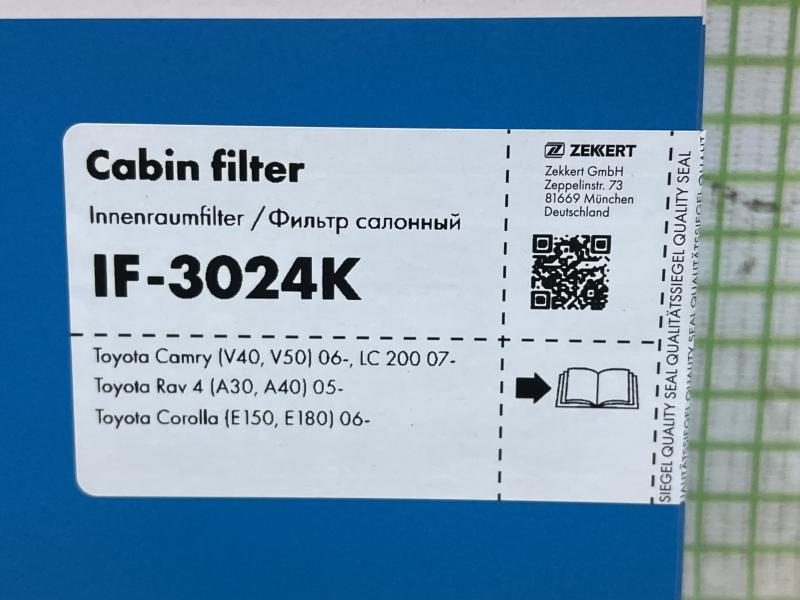 Cabin filter
Innenraumfilter / Фильтр салонный
IF-3024K
Toyota Camry (V40, V50) 06-, LC 200 07-
Toyota Rav 4 (A30, A40) 05-
Toyota Corolla (E150, E180) 06-
ZEKKERT
Zekkert GmbH
Zeppelinstr. 73
81669 München
Deutschland
SIEGEL QUALITY SEAL QUALITÄTSSIEGEL QUALITY SEAL